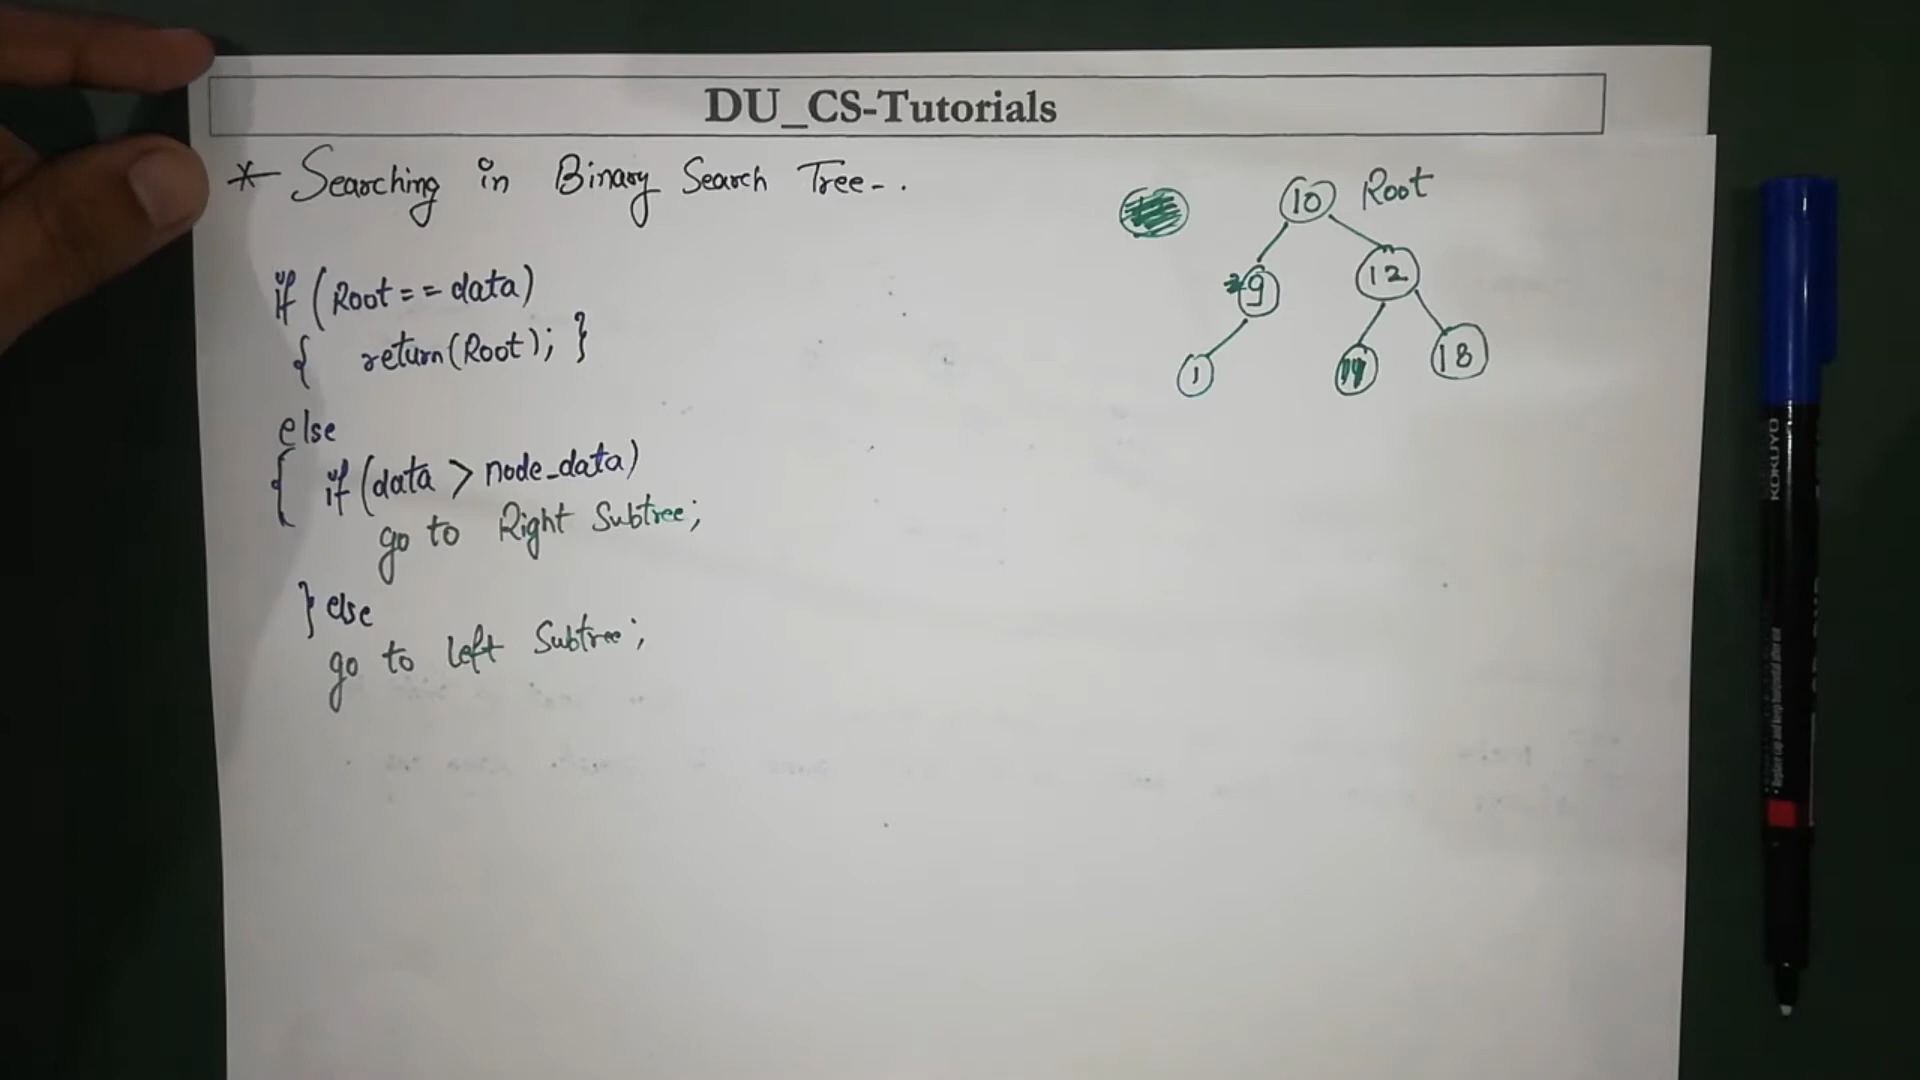 DU_CS-Tutorials
* Searching in Binary Search Tree-.
if (Root == data)
{ return(Root); }
else
{ if (data > node_data)
go to Right Subtree;
} else
go to left Subtree;
10 Root
9
12
1
18
KOKUYO